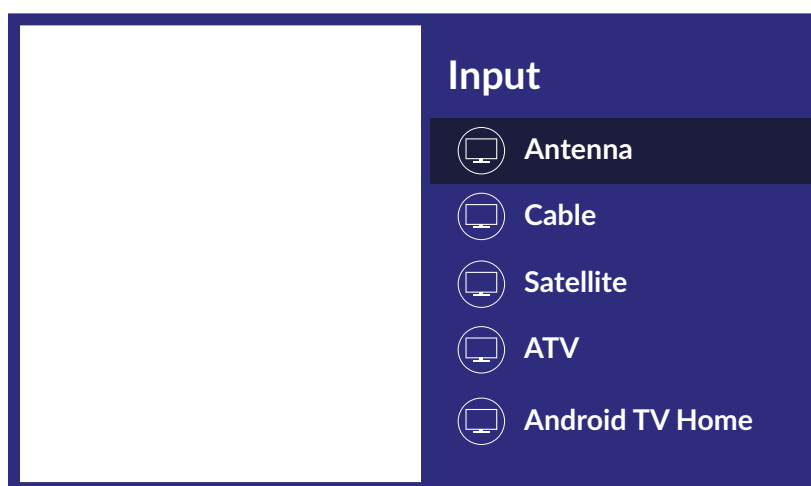 Input
Antenna
Cable
Satellite
ATV
Android TV Home